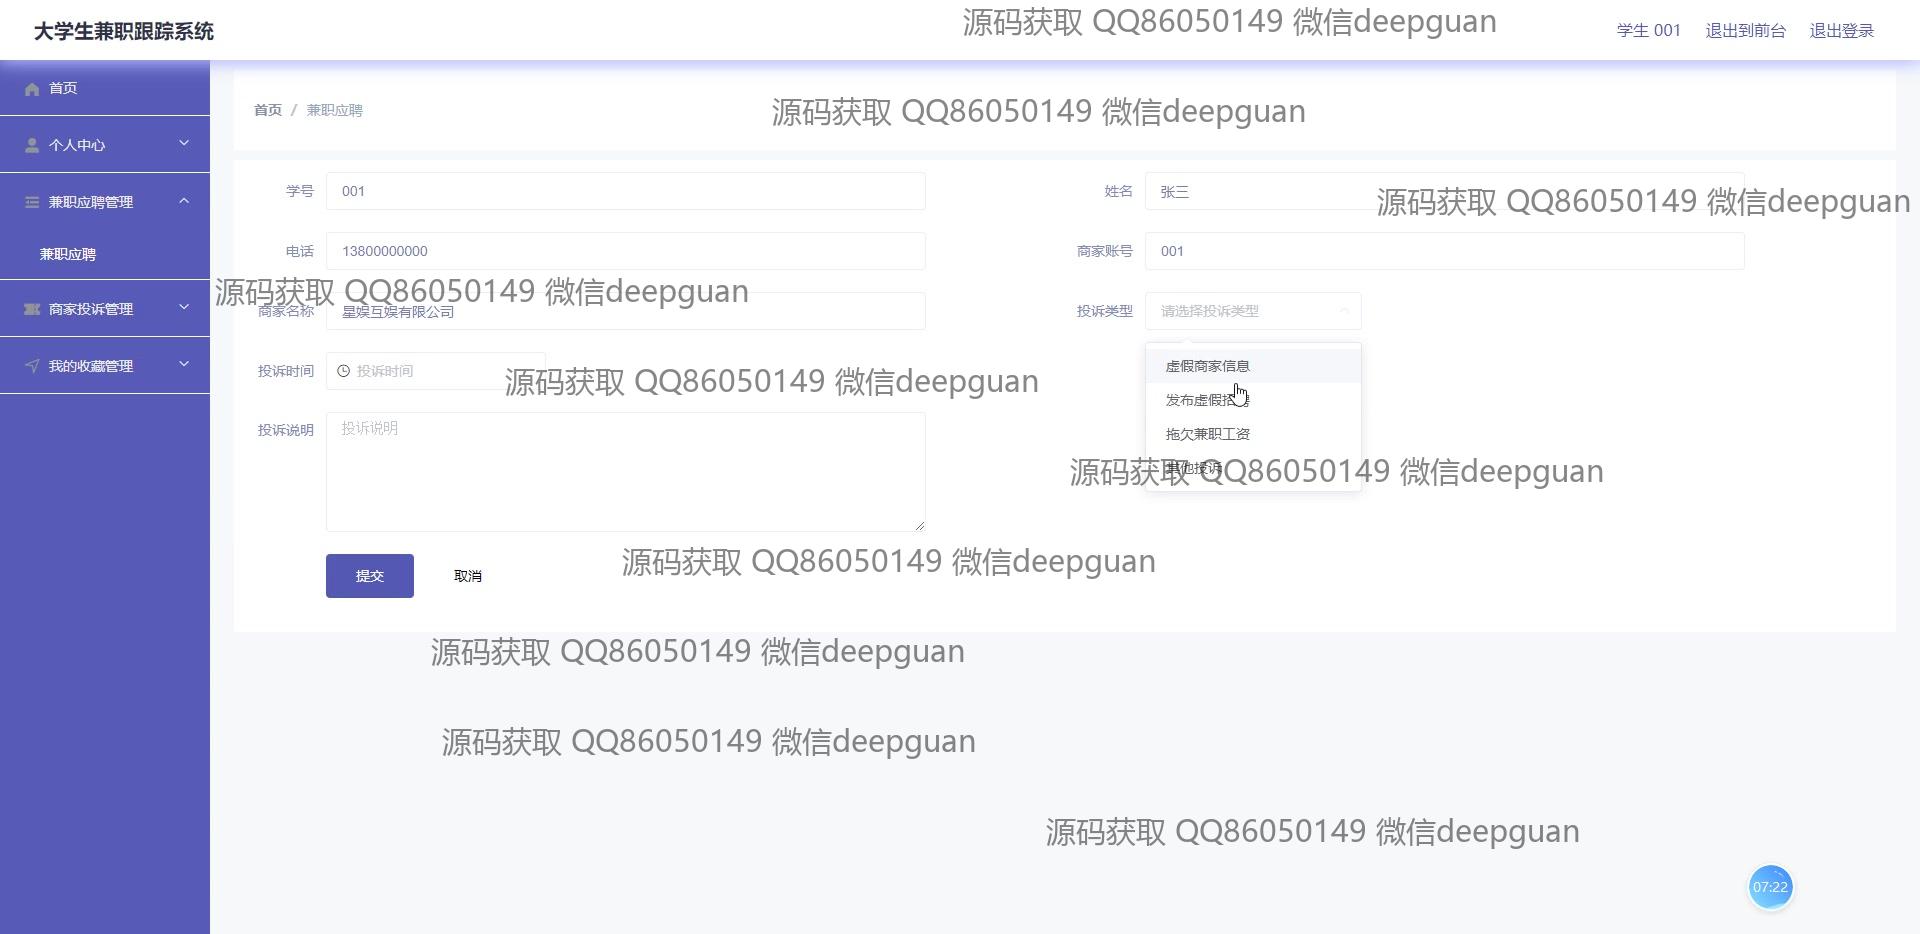 大学生兼职跟踪系统
源码获取 QQ86050149 微信deepguan
学生 001
退出到前台
退出登录
首页
个人中心
兼职应聘管理
兼职应聘
商家投诉管理
我的收藏管理
首页 / 兼职应聘
源码获取 QQ86050149 微信deepguan
学号 001
姓名 张三
源码获取 QQ86050149 微信deepguan
电话 13800000000
商家账号 001
源码获取 QQ86050149 微信deepguan
商家名称 星娱互娱有限公司
投诉类型 请选择投诉类型
虚假商家信息
发布虚假招聘
拖欠兼职工资
其他投诉
投诉时间 投诉时间
源码获取 QQ86050149 微信deepguan
投诉说明 投诉说明
源码获取 QQ86050149 微信deepguan
提交
取消
源码获取 QQ86050149 微信deepguan
源码获取 QQ86050149 微信deepguan
源码获取 QQ86050149 微信deepguan
源码获取 QQ86050149 微信deepguan
07:22